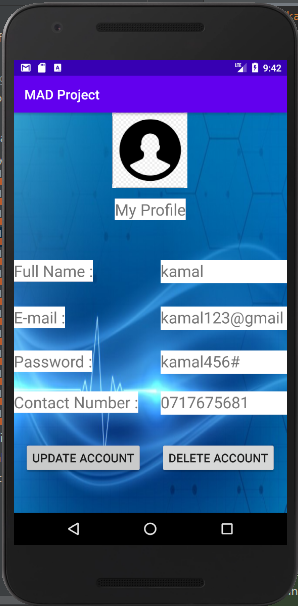 LTE 9:42
MAD Project
My Profile
Full Name : kamal
E-mail : kamal123@gmail
Password : kamal456#
Contact Number : 0717675681
UPDATE ACCOUNT DELETE ACCOUNT